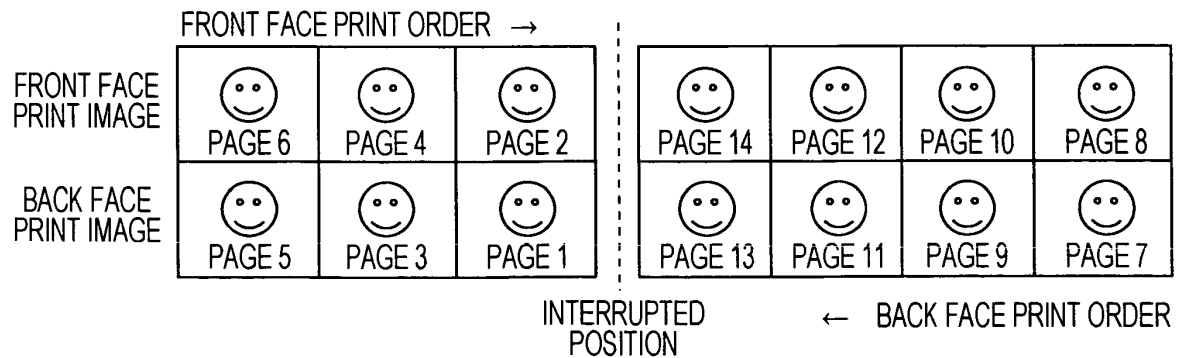 FRONT FACE PRINT ORDER →
FRONT FACE
PRINT IMAGE
PAGE 6 PAGE 4 PAGE 2 PAGE 14 PAGE 12 PAGE 10 PAGE 8
BACK FACE
PRINT IMAGE
PAGE 5 PAGE 3 PAGE 1 PAGE 13 PAGE 11 PAGE 9 PAGE 7
INTERRUPTED
POSITION
← BACK FACE PRINT ORDER